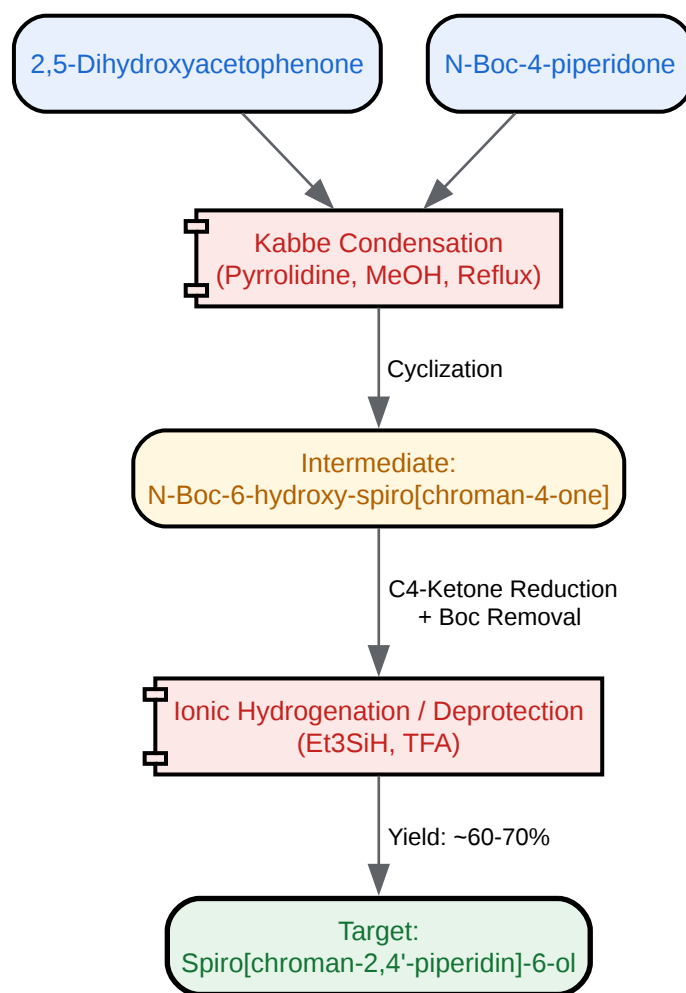 2,5-Dihydroxyacetophenone
N-Boc-4-piperidone
Kabbe Condensation
(Pyrrolidine, MeOH, Reflux)
Cyclization
Intermediate:
N-Boc-6-hydroxy-spiro[chroman-4-one]
C4-Ketone Reduction
+ Boc Removal
Ionic Hydrogenation / Deprotection
(Et3SiH, TFA)
Yield: ~60-70%
Target:
Spiro[chroman-2,4'-piperidin]-6-ol